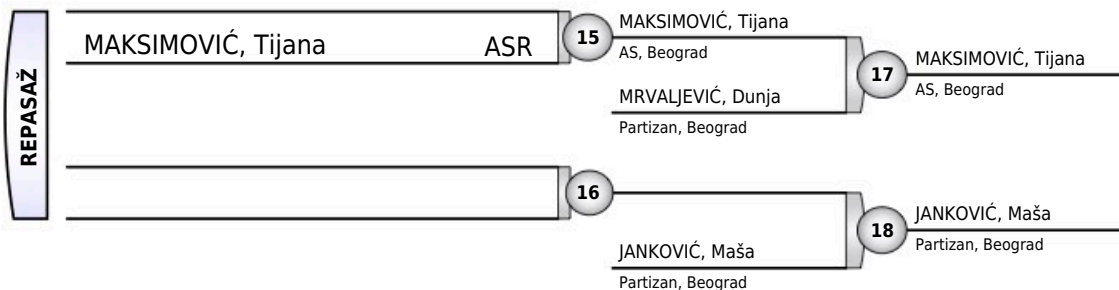 REPASAŽ
MAKSIMOVIĆ, Tijana ASR
15
MAKSIMOVIĆ, Tijana
AS, Beograd
MRVALJEVIĆ, Dunja
Partizan, Beograd
17
MAKSIMOVIĆ, Tijana
AS, Beograd
16
JANKOVIĆ, Maša
Partizan, Beograd
18
JANKOVIĆ, Maša
Partizan, Beograd